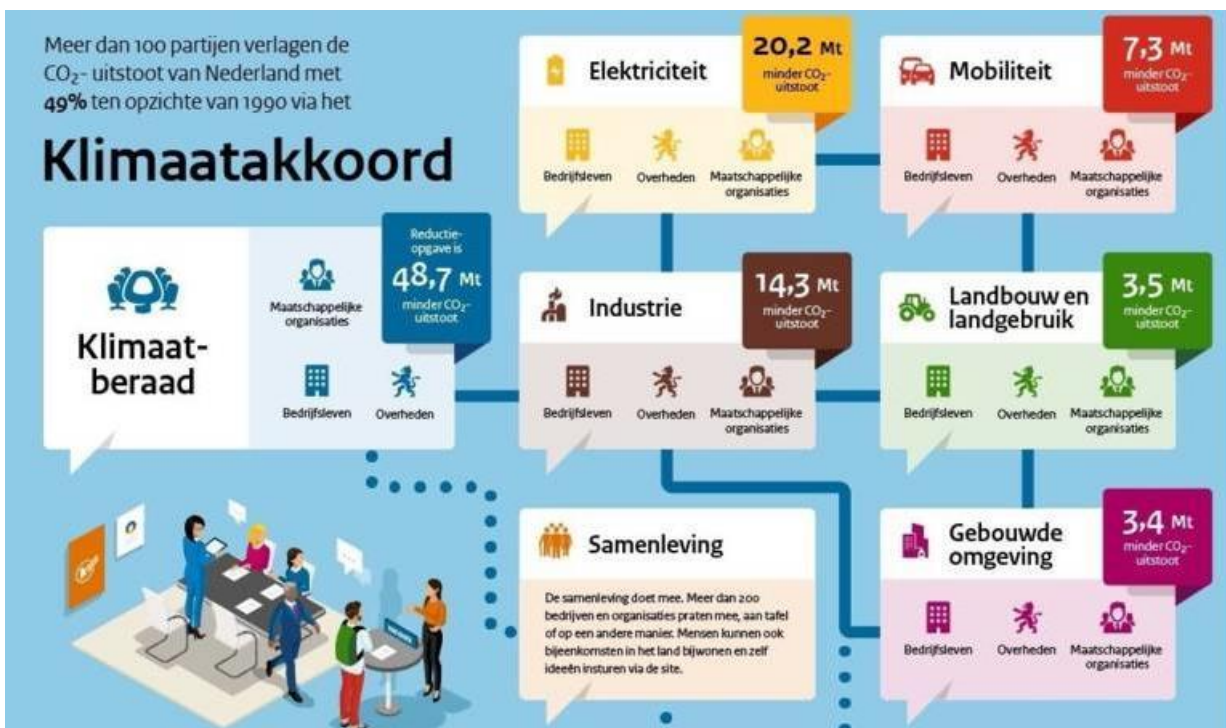 Meer dan 100 partijen verlagen de
CO₂- uitstoot van Nederland met
49% ten opzichte van 1990 via het
Klimaatakkoord
Klimaat-
beraad
Maatschappelijke
organisaties
Bedrijfsleven
Overheden
Reductie-
opgave is
48,7 Mt
minder CO₂-
uitstoot
Elektriciteit
20,2 Mt
minder CO₂-
uitstoot
Bedrijfsleven
Overheden
Maatschappelijke
organisaties
Mobiliteit
7,3 Mt
minder CO₂-
uitstoot
Bedrijfsleven
Overheden
Maatschappelijke
organisaties
Industrie
14,3 Mt
minder CO₂-
uitstoot
Bedrijfsleven
Overheden
Maatschappelijke
organisaties
Landbouw en
landgebruik
3,5 Mt
minder CO₂-
uitstoot
Bedrijfsleven
Overheden
Maatschappelijke
organisaties
Samenleving
De samenleving doet mee. Meer dan 200
bedrijven en organisaties praten mee, aan tafel
of op een andere manier. Mensen kunnen ook
bijeenkomsten in het land bijwonen en zelf
ideeën insturen via de site.
Gebouwde
omgeving
3,4 Mt
minder CO₂-
uitstoot
Bedrijfsleven
Overheden
Maatschappelijke
organisaties